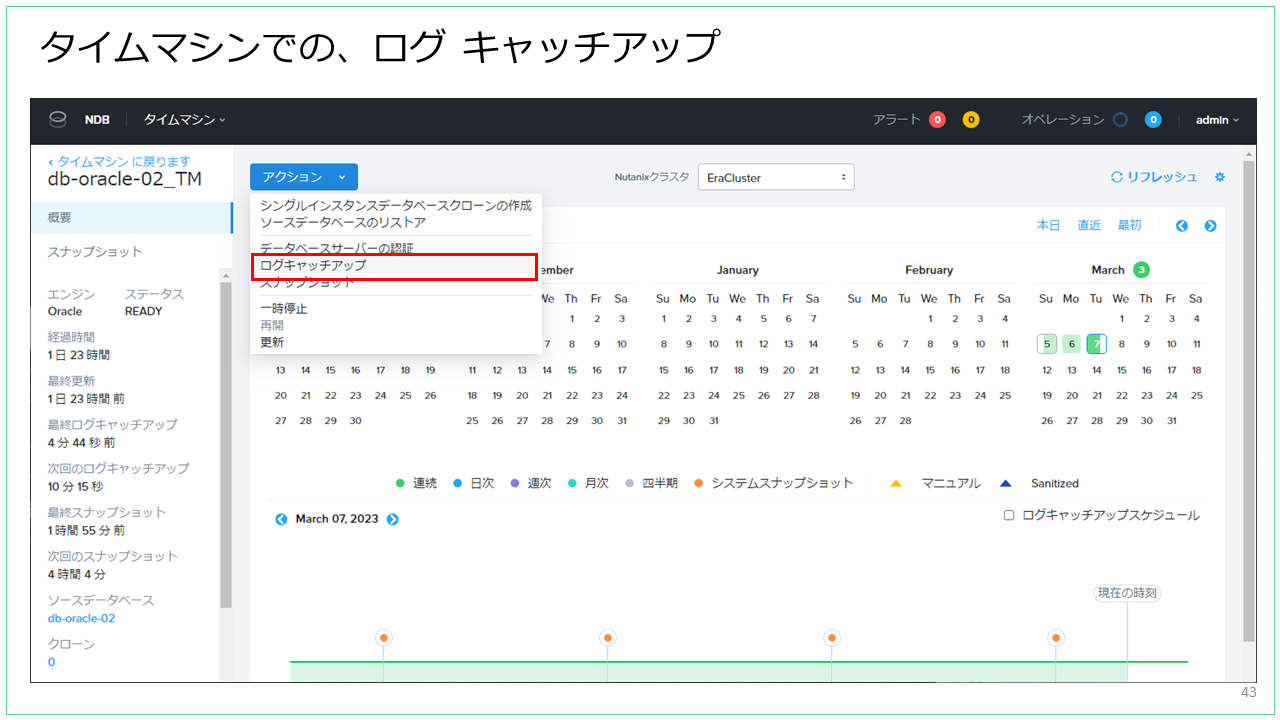 タイムマシンでの、ログ キャッチアップ
NDB タイムマシン アラート 0 0 オペレーション 0 admin
タイムマシン に戻ります
db-oracle-02_TM
概要
スナップショット
エンジン ステータス
Oracle READY
経過時間
1 日 23 時間
最終更新
1 日 23 時間 前
最終ログキャッチアップ
4 分 44 秒 前
次回のログキャッチアップ
10 分 15 秒
最終スナップショット
1 時間 55 分 前
次回のスナップショット
4 時間 4 分
ソースデータベース
db-oracle-02
クローン
0
アクション Nutanixクラスタ EraCluster リフレッシュ
シングルインスタンスデータベースクローンの作成
ソースデータベースのリストア
データベースサーバーの認証
ログキャッチアップ
スナップショット
一時停止
再開
更新
本日 直近 最初
ember January February March 3
We Th Fr Sa Su Mo Tu We Th Fr Sa Su Mo Tu We Th Fr Sa Su Mo Tu We Th Fr Sa
1 2 3 1 2 3 4 5 6 7 1 2 3 4 1 2 3 4
7 8 9 10 8 9 10 11 12 13 14 5 6 7 8 9 10 11 5 6 7 8 9 10 11
13 14 15 16 17 18 19 11 12 13 14 15 16 17 15 16 17 18 19 20 21 12 13 14 15 16 17 18 12 13 14 15 16 17 18
20 21 22 23 24 25 26 18 19 20 21 22 23 24 22 23 24 25 26 27 28 19 20 21 22 23 24 25 19 20 21 22 23 24 25
27 28 29 30 25 26 27 28 29 30 31 29 30 31 26 27 28 26 27 28 29 30 31
連続 日次 週次 月次 四半期 システムスナップショット マニュアル Sanitized
March 07, 2023 ログキャッチアップスケジュール
現在の時刻
43